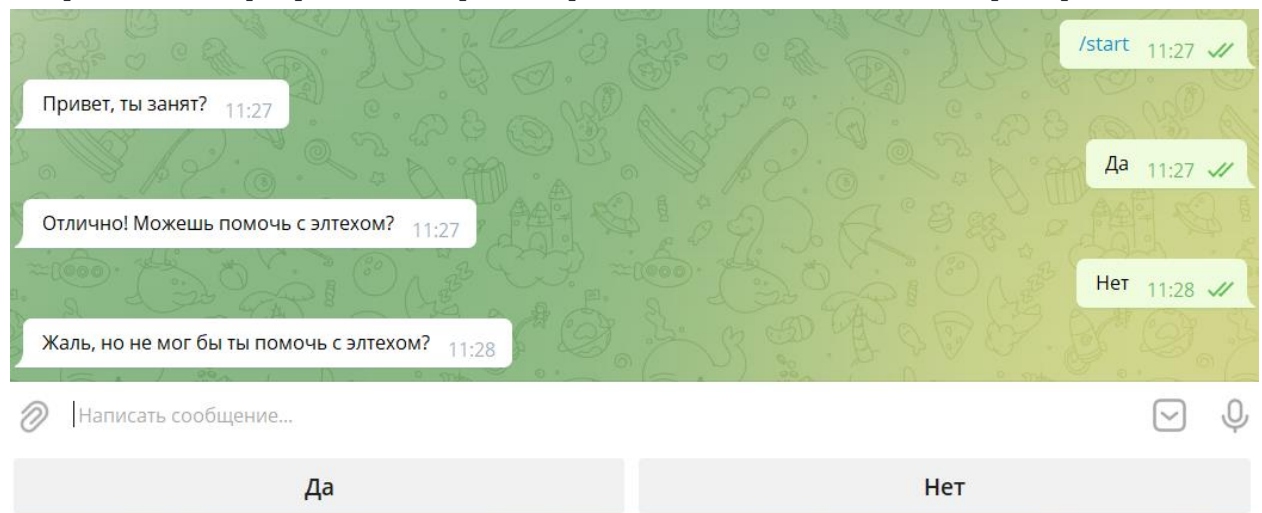 /start 11:27
Привет, ты занят? 11:27
Да 11:27
Отлично! Можешь помочь с элтехом? 11:27
Нет 11:28
Жаль, но не мог бы ты помочь с элтехом? 11:28
Написать сообщение...
Да Нет